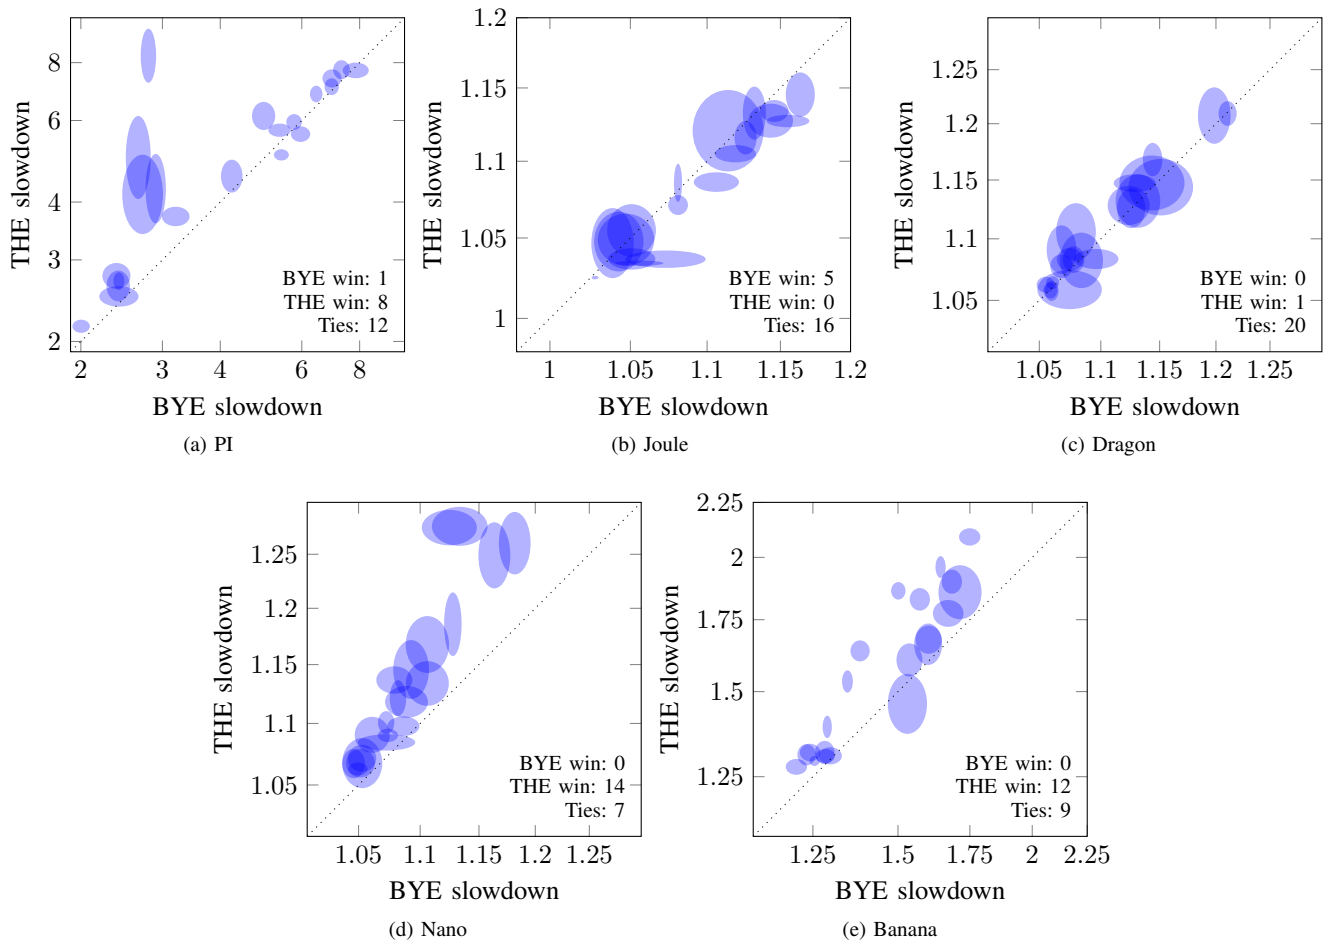 8
6
4
3
2
THE slowdown
BYE win: 1
THE win: 8
Ties: 12
2 3 4 6 8
BYE slowdown
(a) PI
1.2
1.15
1.1
1.05
1
THE slowdown
BYE win: 5
THE win: 0
Ties: 16
1 1.05 1.1 1.15 1.2
BYE slowdown
(b) Joule
1.25
1.2
1.15
1.1
1.05
THE slowdown
BYE win: 0
THE win: 1
Ties: 20
1.05 1.1 1.15 1.2 1.25
BYE slowdown
(c) Dragon
1.25
1.2
1.15
1.1
1.05
THE slowdown
BYE win: 0
THE win: 14
Ties: 7
1.05 1.1 1.15 1.2 1.25
BYE slowdown
(d) Nano
2.25
2
1.75
1.5
1.25
THE slowdown
BYE win: 0
THE win: 12
Ties: 9
1.25 1.5 1.75 2 2.25
BYE slowdown
(e) Banana